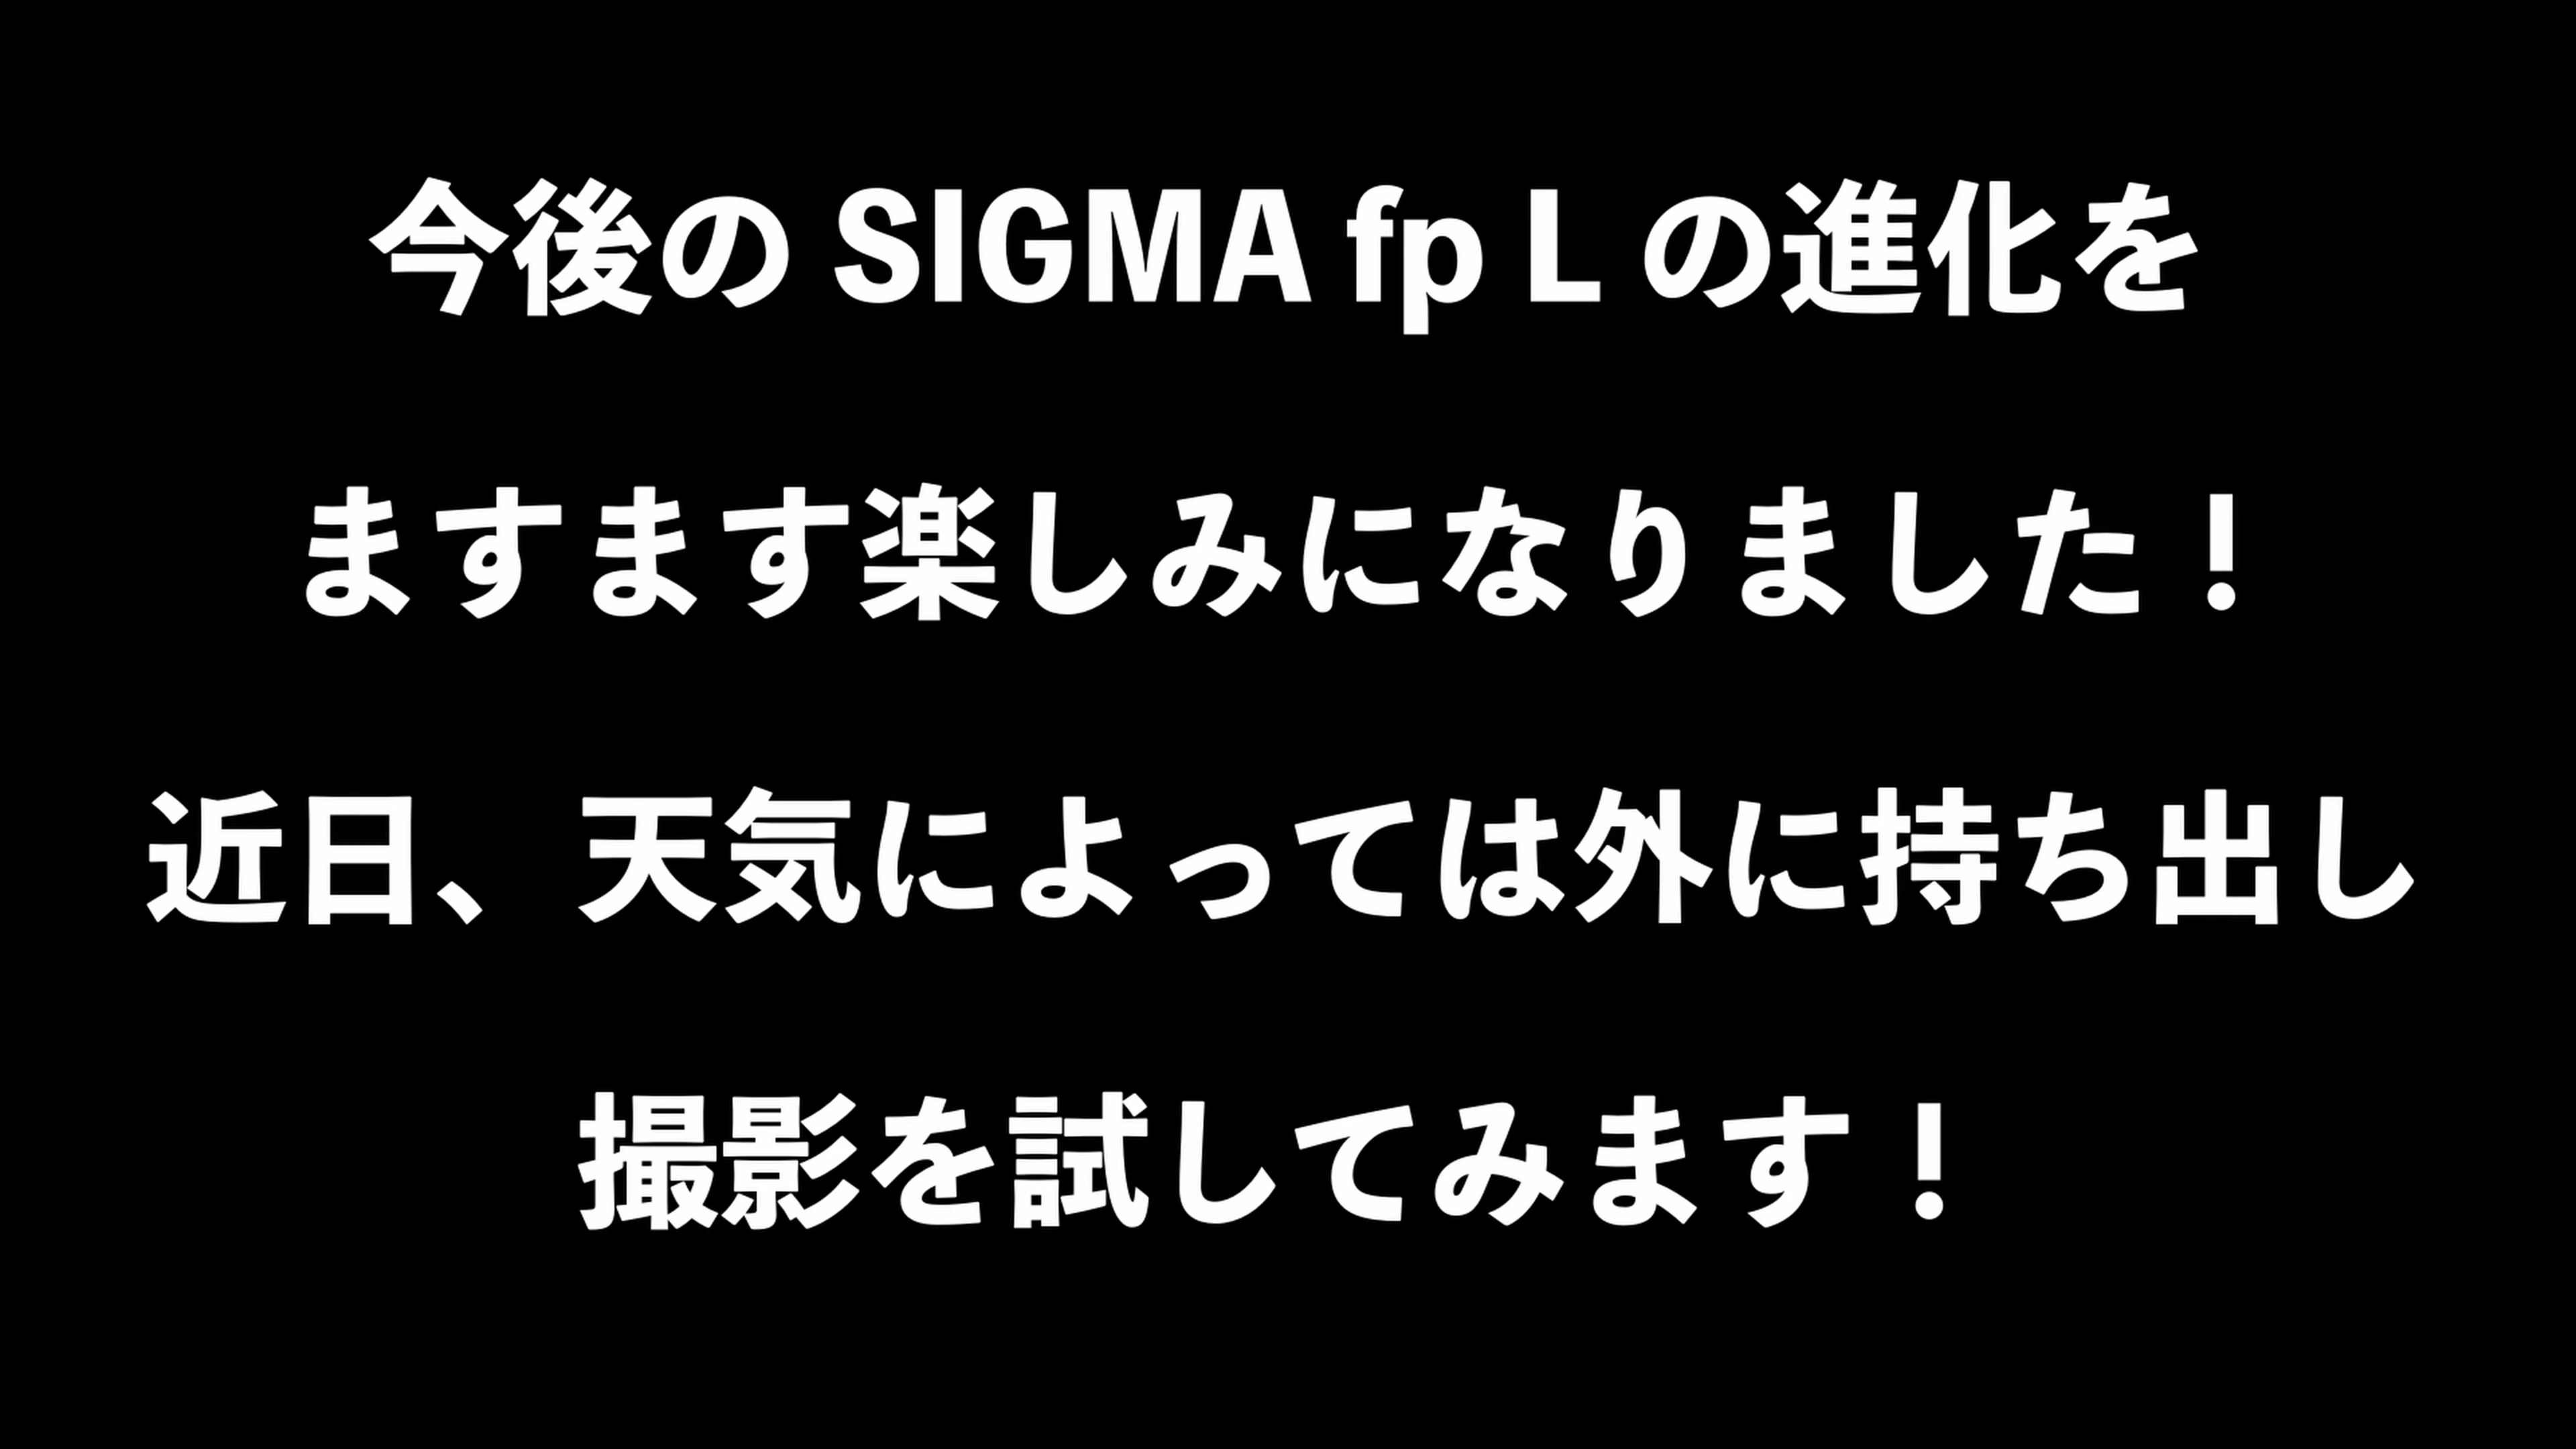 今後の SIGMA fp L の進化を
ますます楽しみになりました！
近日、天気によっては外に持ち出し
撮影を試してみます！